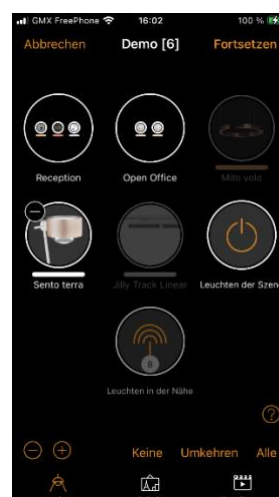 GMX FreePhone 16:02 100 %
Abbrechen Demo [6] Fortsetzen
Reception Open Office Mito volo
Sento terra Jilly Track Linear Leuchten der Szen
8
Leuchten in der Nähe
?
Keine Umkehren Alle